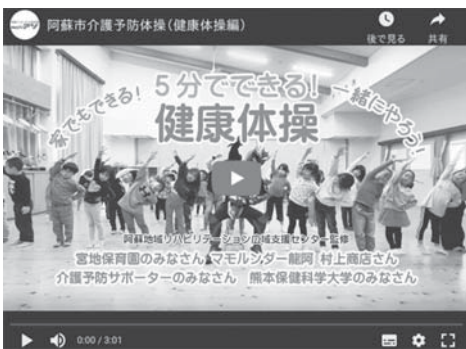 阿蘇市介護予防体操(健康体操編)
後で見る
共有
5分でできる!
家でもできる!
一緒にやろう!
健康体操
阿蘇地域リハビリテーション広域支援センター監修
宮地保育園のみなさん マモルンダー龍阿 村上商店さん
介護予防サポーターのみなさん 熊本保健科学大学のみなさん
0:00 / 3:01